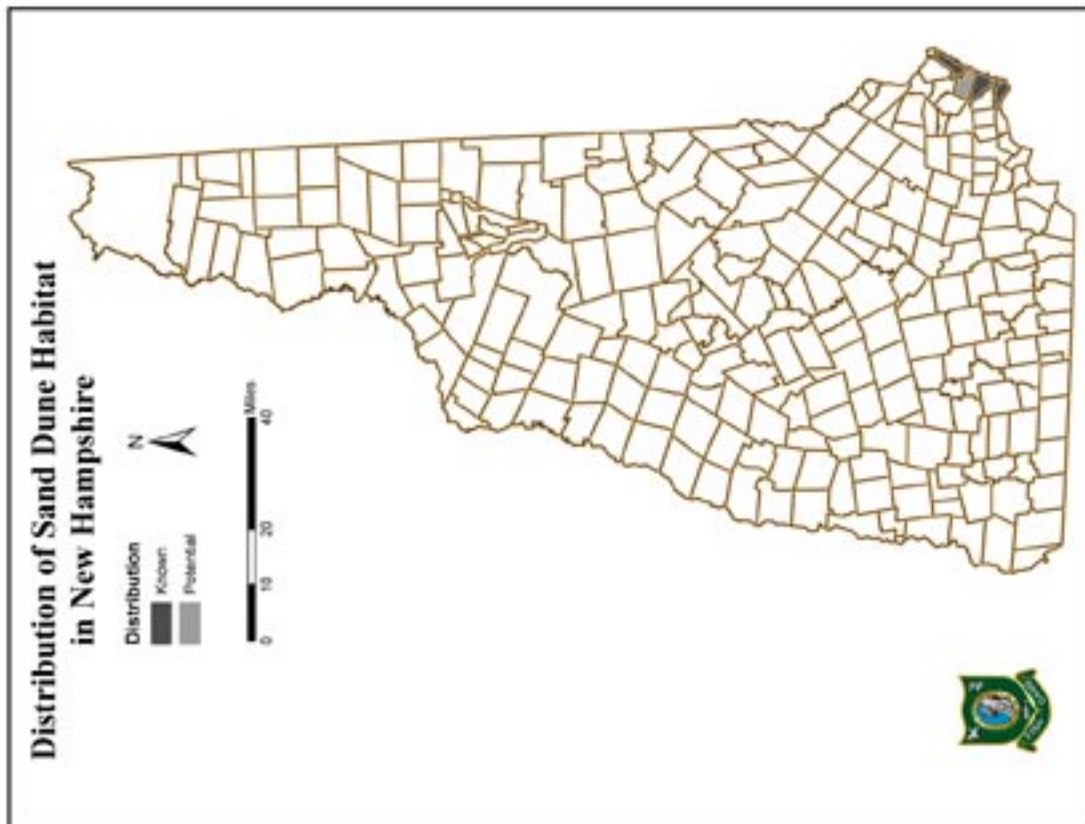 Distribution of Sand Dune Habitat
in New Hampshire
N
Distribution
Known
Potential
0 10 20 40
Miles